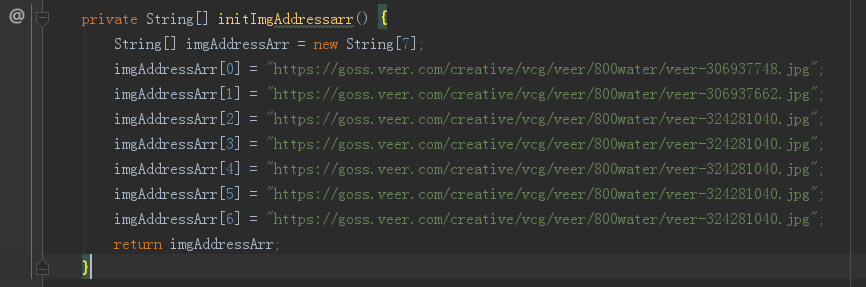 @
private String[] initImgAddressarr() {
String[] imgAddressArr = new String[7];
imgAddressArr[0] = "https://goss.veer.com/creative/vcg/veer/800water/veer-306937748.jpg";
imgAddressArr[1] = "https://goss.veer.com/creative/vcg/veer/800water/veer-306937662.jpg";
imgAddressArr[2] = "https://goss.veer.com/creative/vcg/veer/800water/veer-324281040.jpg";
imgAddressArr[3] = "https://goss.veer.com/creative/vcg/veer/800water/veer-324281040.jpg";
imgAddressArr[4] = "https://goss.veer.com/creative/vcg/veer/800water/veer-324281040.jpg";
imgAddressArr[5] = "https://goss.veer.com/creative/vcg/veer/800water/veer-324281040.jpg";
imgAddressArr[6] = "https://goss.veer.com/creative/vcg/veer/800water/veer-324281040.jpg";
return imgAddressArr;
}